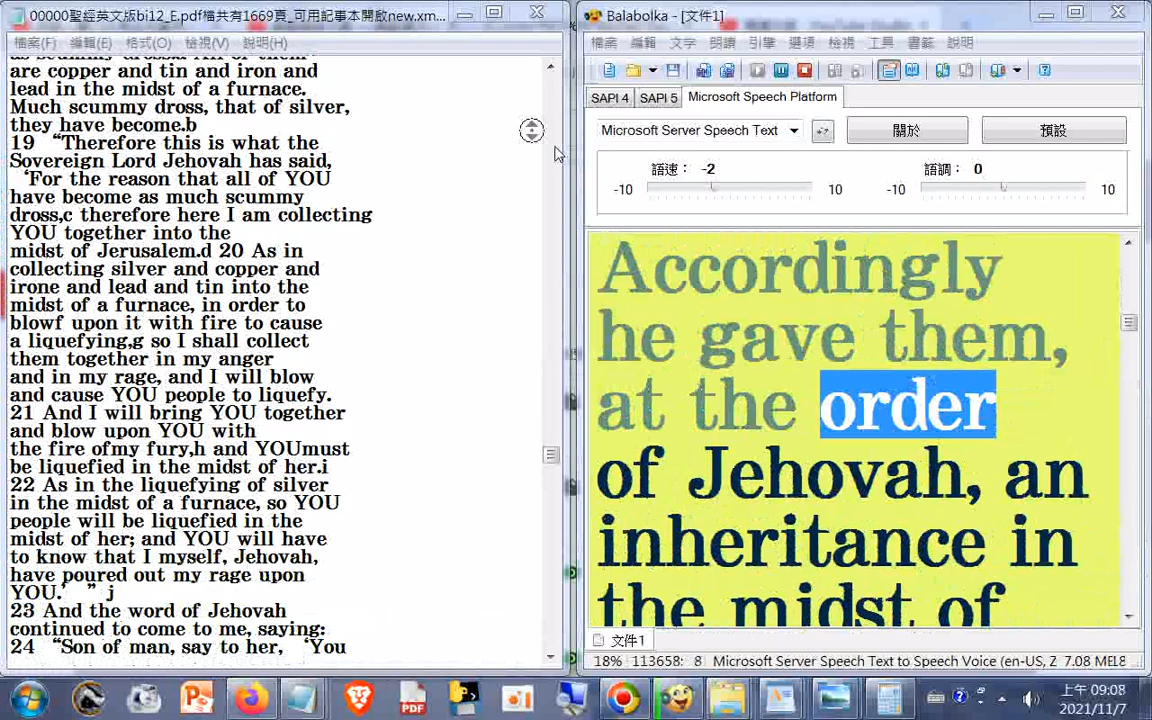 00000聖經英文版bi12_E.pdf檔共有1669頁_可用記事本開啟new.xm...
檔案(F) 編輯(E) 格式(O) 檢視(V) 說明(H)
are copper and tin and iron and
lead in the midst of a furnace.
Much scummy dross, that of silver,
they have become.b
19 “Therefore this is what the
Sovereign Lord Jehovah has said,
‘For the reason that all of YOU
have become as much scummy
dross,c therefore here I am collecting
YOU together into the
midst of Jerusalem.d 20 As in
collecting silver and copper and
irone and lead and tin into the
midst of a furnace, in order to
blowf upon it with fire to cause
a liquefying,g so I shall collect
them together in my anger
and in my rage, and I will blow
and cause YOU people to liquefy.
21 And I will bring YOU together
and blow upon YOU with
the fire ofmy fury,h and YOUmust
be liquefied in the midst of her.i
22 As in the liquefying of silver
in the midst of a furnace, so YOU
people will be liquefied in the
midst of her; and YOU will have
to know that I myself, Jehovah,
have poured out my rage upon
YOU.’ ” j
23 And the word of Jehovah
continued to come to me, saying:
24 “Son of man, say to her, ‘You
Balabolka - [文件1]
檔案 編輯 文字 朗讀 引擎 選項 檢視 工具 書籤 說明
SAPI 4 SAPI 5 Microsoft Speech Platform
Microsoft Server Speech Text 關於 預設
語速: -2 語調: 0
-10 10 -10 10
Accordingly
he gave them,
at the order
of Jehovah, an
inheritance in
the midst of
文件1
18% 113658: 8 Microsoft Server Speech Text to Speech Voice (en-US, Z 7.08 МЕБ
上午 09:08
2021/11/7